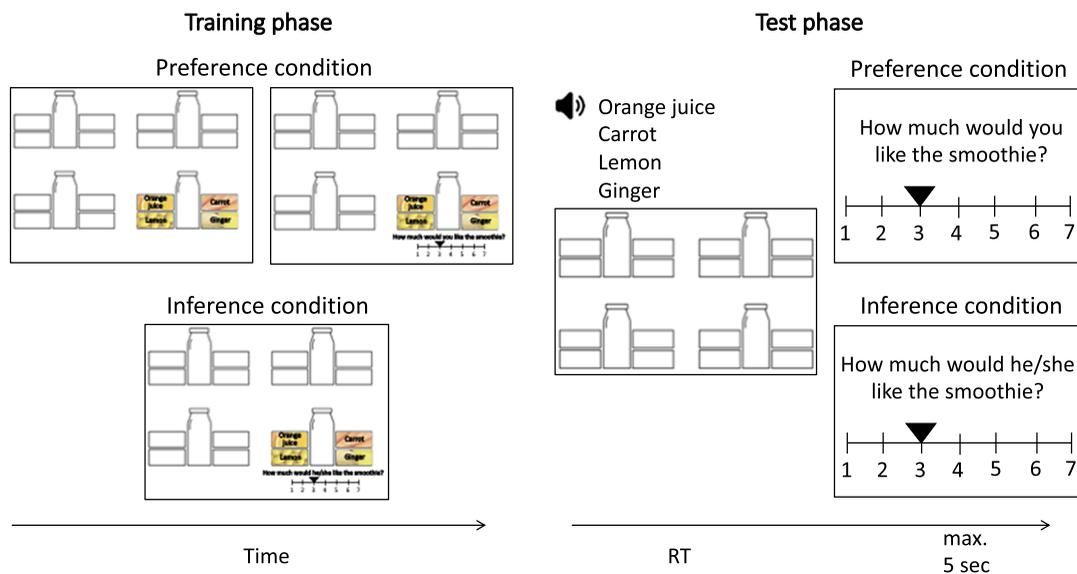 Training phase
Preference condition
Orange
juice
Carrot
Lemon
Ginger
Orange
juice
Carrot
Lemon
Ginger
How much would you like the smoothie?
1 2 3 4 5 6 7
Inference condition
Orange
juice
Carrot
Lemon
Ginger
How much would he/she like the smoothie?
1 2 3 4 5 6 7
Time
Test phase
Orange juice
Carrot
Lemon
Ginger
Preference condition
How much would you
like the smoothie?
1 2 3 4 5 6 7
Inference condition
How much would he/she
like the smoothie?
1 2 3 4 5 6 7
RT
max.
5 sec